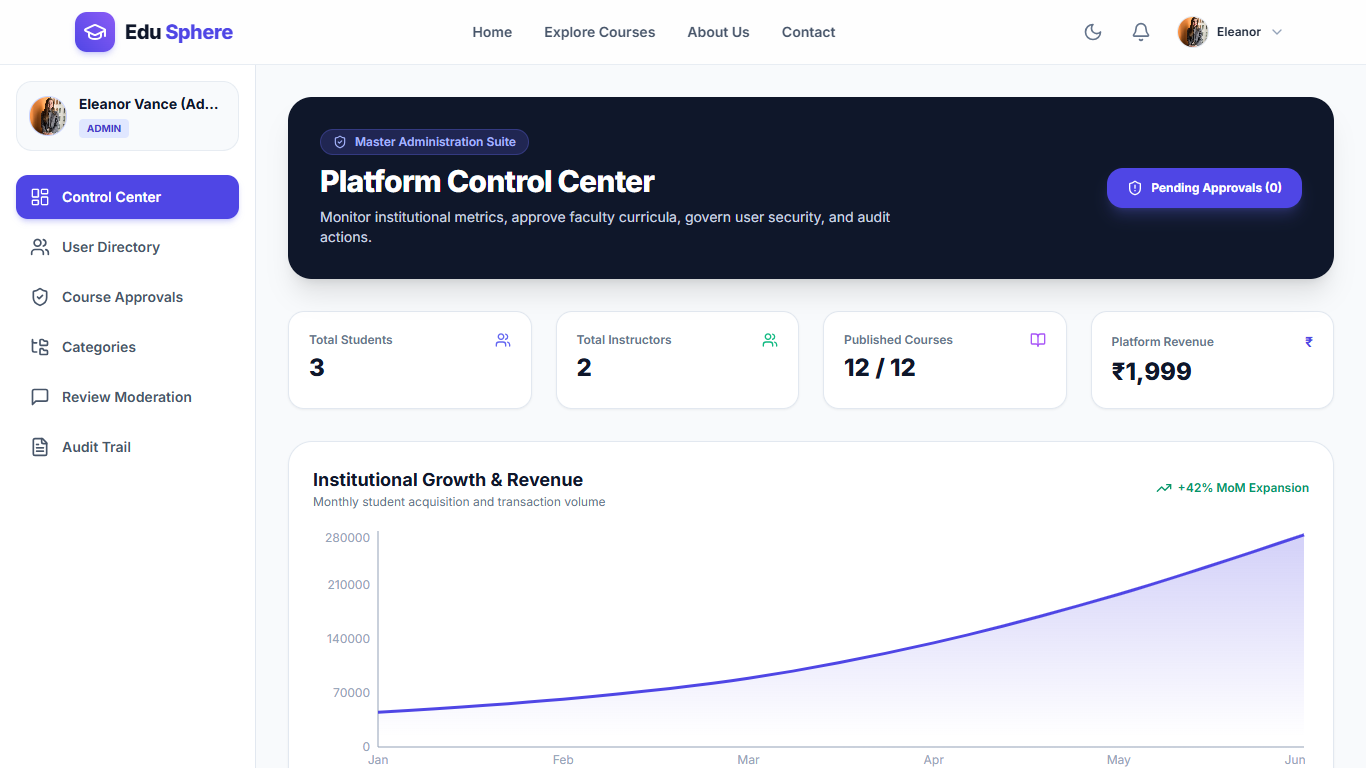 Edu Sphere
Home
Explore Courses
About Us
Contact
Eleanor
Eleanor Vance (Ad...
ADMIN
Control Center
User Directory
Course Approvals
Categories
Review Moderation
Audit Trail
Master Administration Suite
Platform Control Center
Monitor institutional metrics, approve faculty curricula, govern user security, and audit
actions.
Pending Approvals (0)
Total Students
3
Total Instructors
2
Published Courses
12 / 12
Platform Revenue
₹
₹1,999
Institutional Growth & Revenue
Monthly student acquisition and transaction volume
+42% MoM Expansion
280000
210000
140000
70000
0
Jan
Feb
Mar
Apr
May
Jun